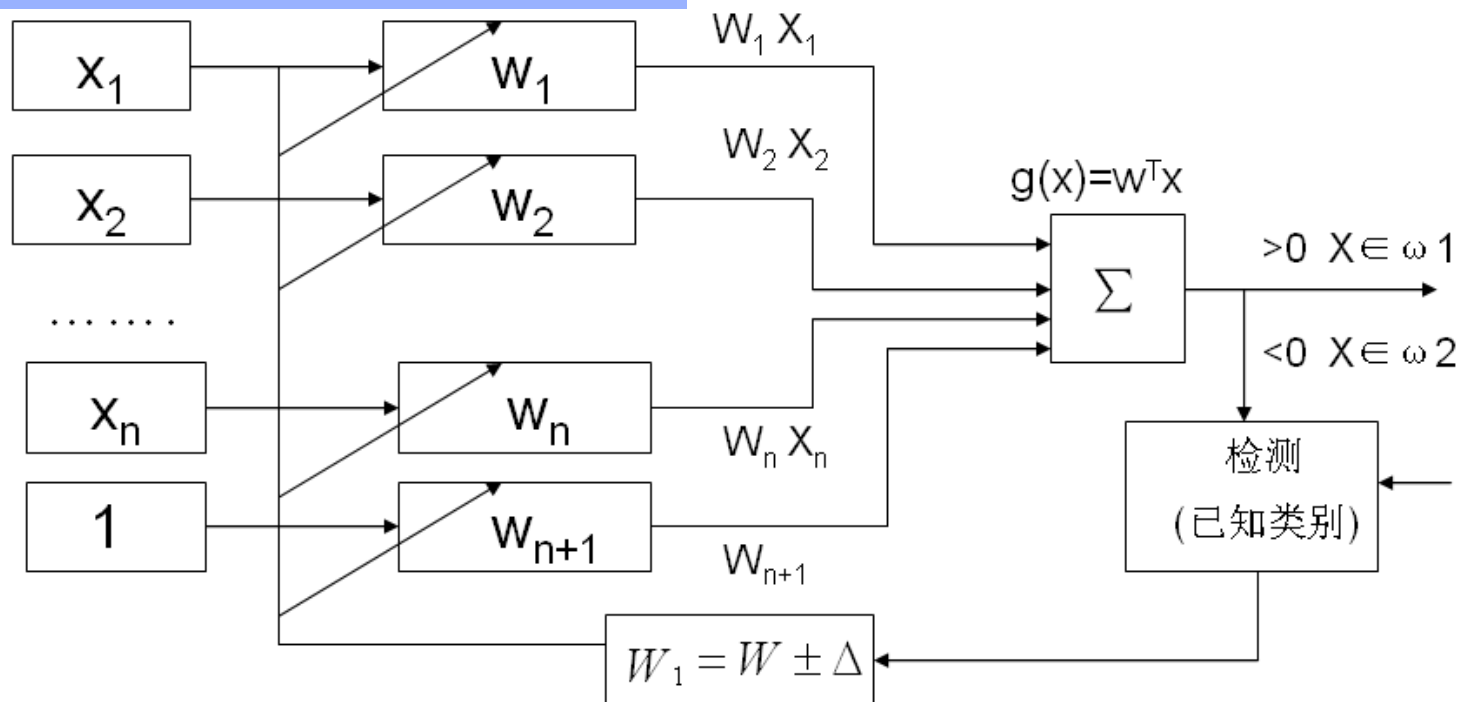 W₁ X₁
x₁
w₁
W₂ X₂
x₂
w₂
g(x)=wᵀx
Σ
>0 X∈ω1
<0 X∈ω2
…….
xₙ
wₙ
Wₙ Xₙ
1
wₙ₊₁
Wₙ₊₁
检测
(已知类别)
W₁ = W ± Δ